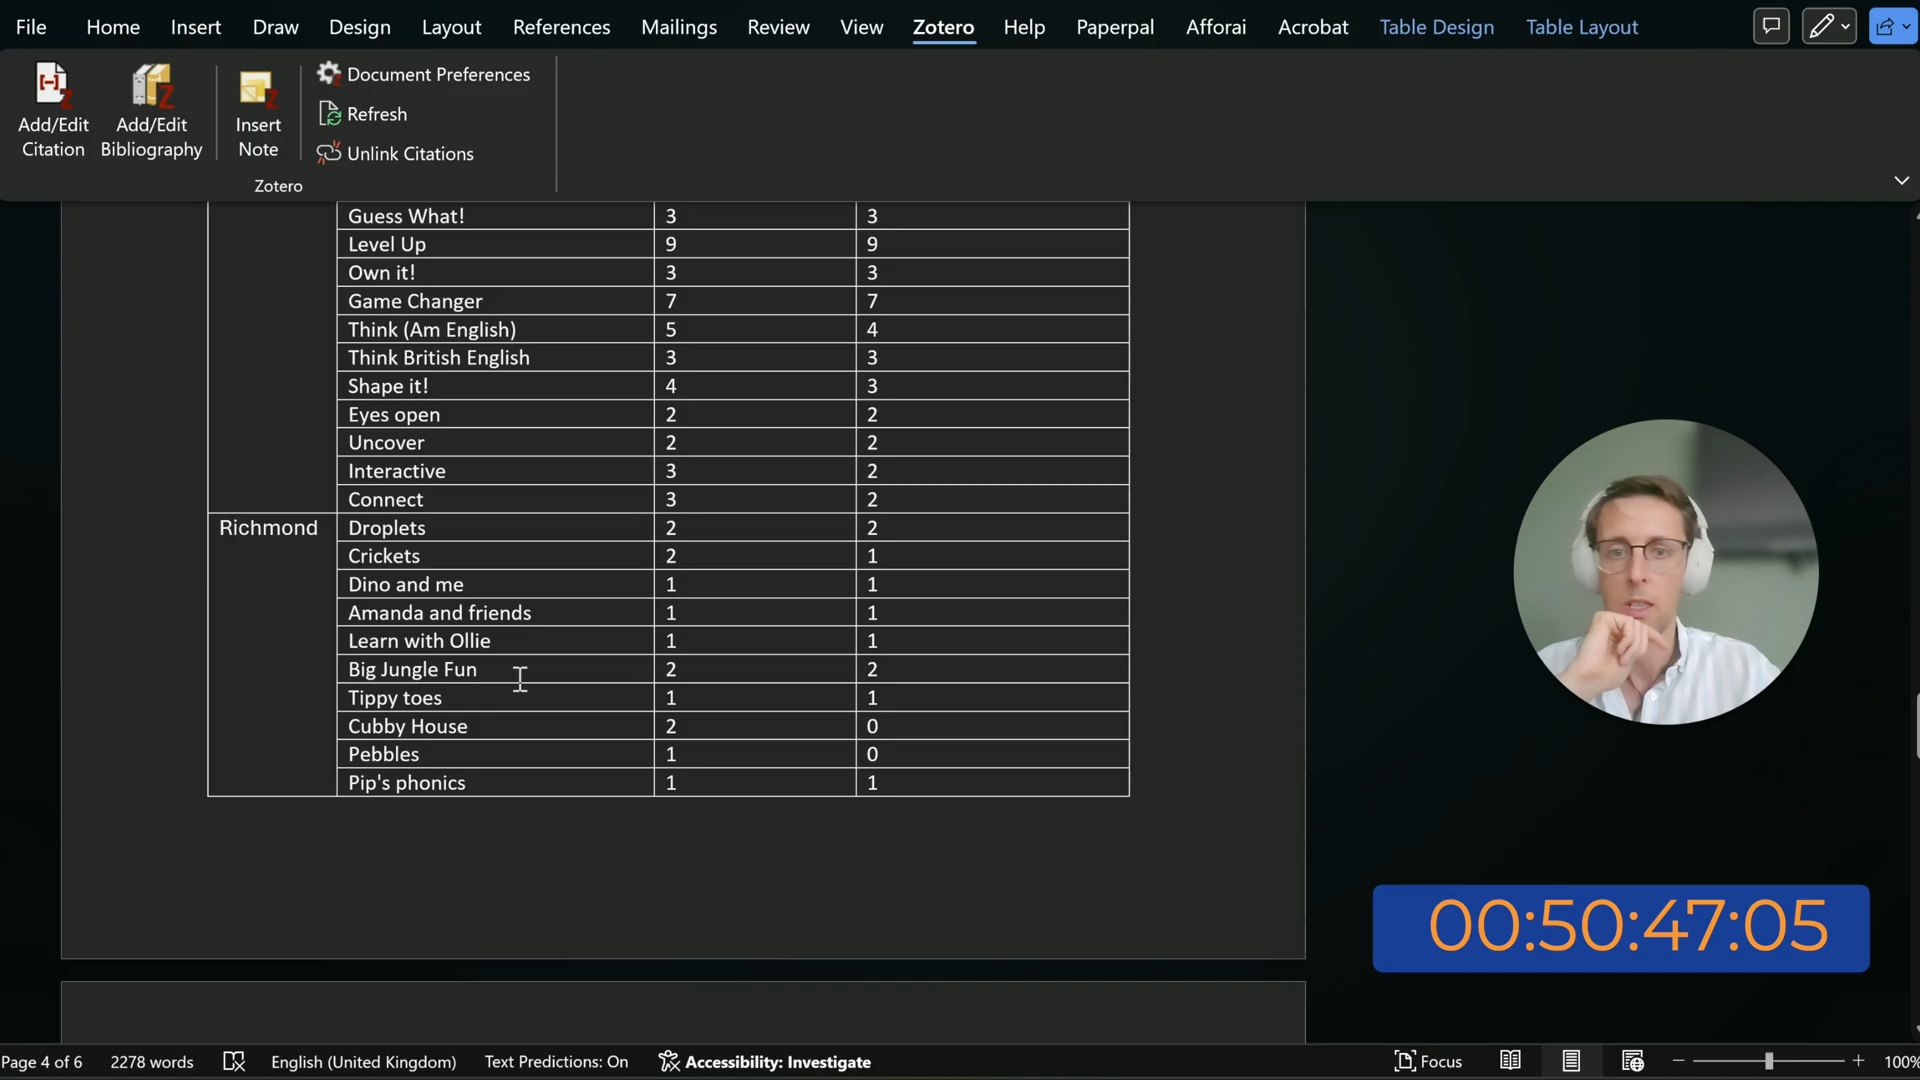 File Home Insert Draw Design Layout References Mailings Review View Zotero Help Paperpal Afforai Acrobat Table Design Table Layout
Add/Edit Citation
Add/Edit Bibliography
Insert Note
Document Preferences
Refresh
Unlink Citations
Zotero
Guess What! 3 3
Level Up 9 9
Own it! 3 3
Game Changer 7 7
Think (Am English) 5 4
Think British English 3 3
Shape it! 4 3
Eyes open 2 2
Uncover 2 2
Interactive 3 2
Connect 3 2
Richmond Droplets 2 2
Crickets 2 1
Dino and me 1 1
Amanda and friends 1 1
Learn with Ollie 1 1
Big Jungle Fun 2 2
Tippy toes 1 1
Cubby House 2 0
Pebbles 1 0
Pip's phonics 1 1
00:50:47:05
Page 4 of 6 2278 words English (United Kingdom) Text Predictions: On Accessibility: Investigate Focus 100%